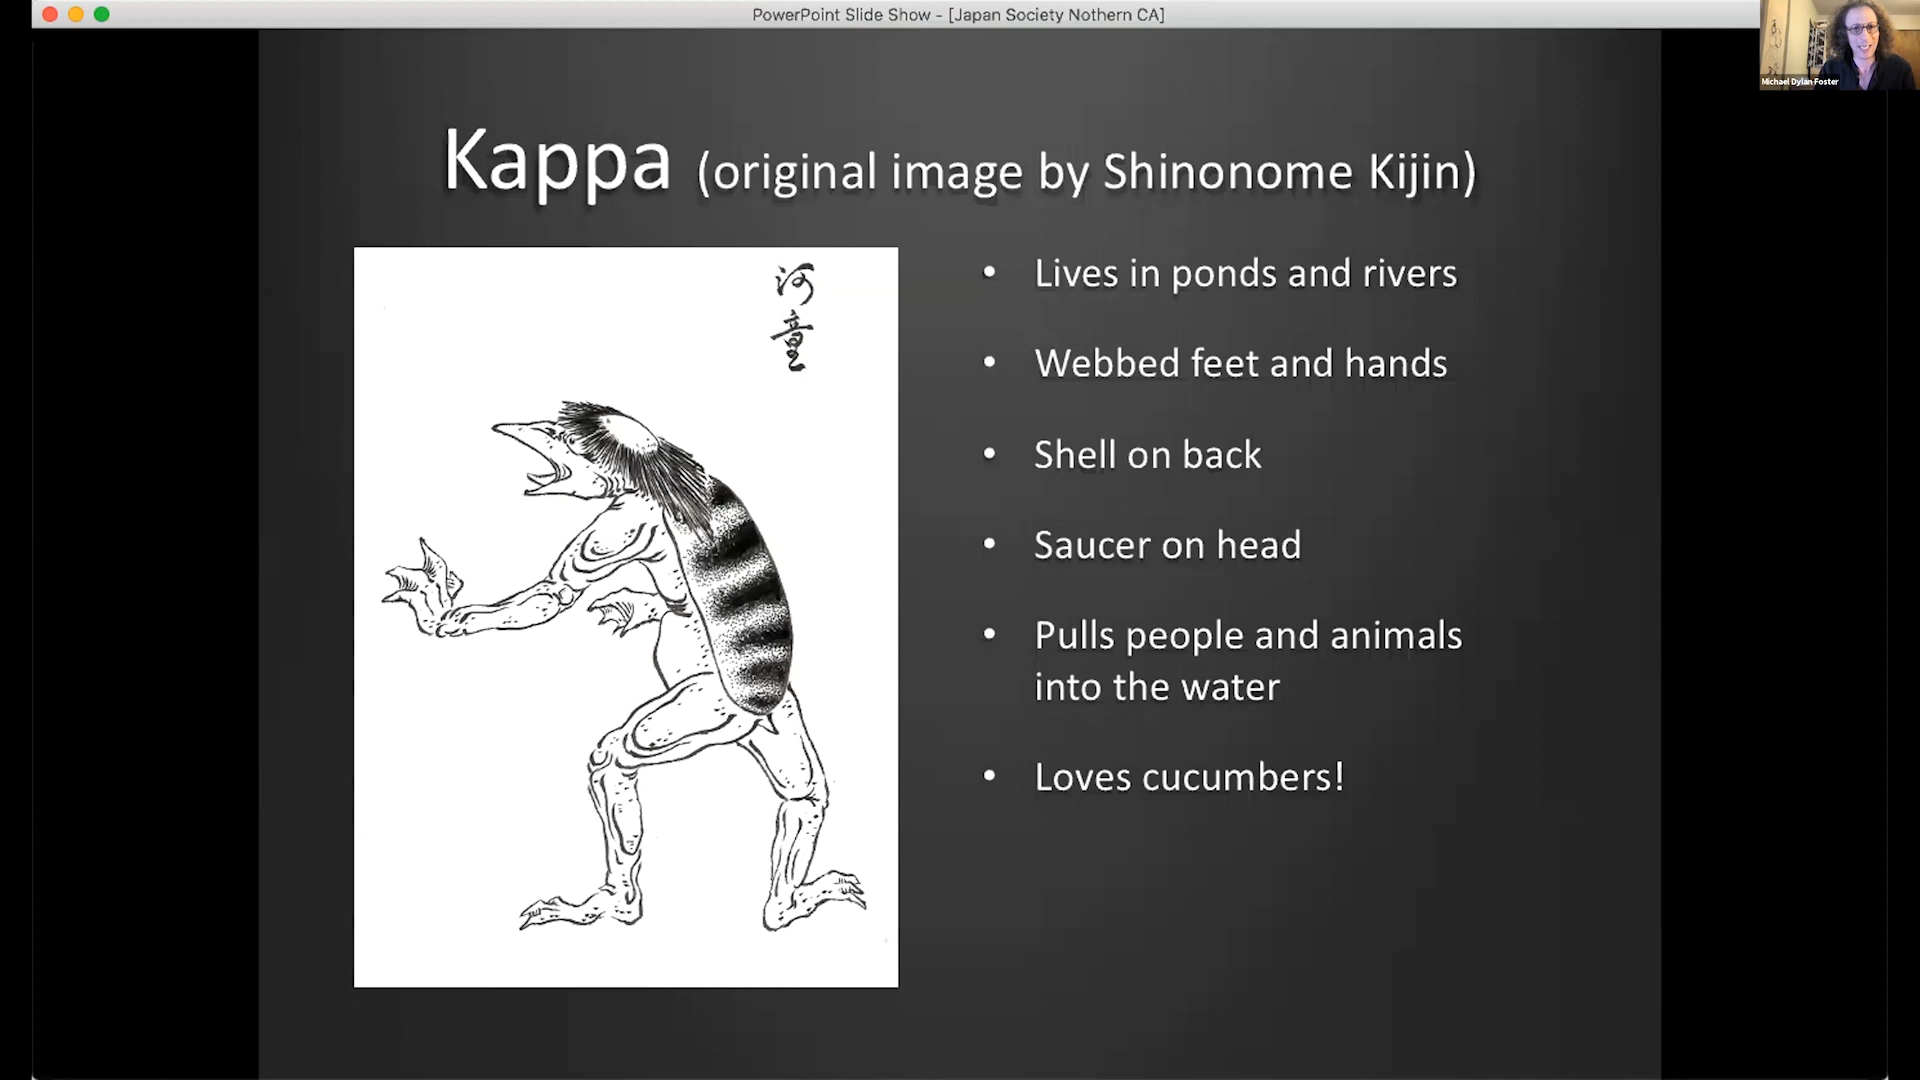 PowerPoint Slide Show - [Japan Society Nothern CA]
Michael Dylan Foster
Kappa (original image by Shinonome Kijin)
河童
• Lives in ponds and rivers
• Webbed feet and hands
• Shell on back
• Saucer on head
• Pulls people and animals
into the water
• Loves cucumbers!